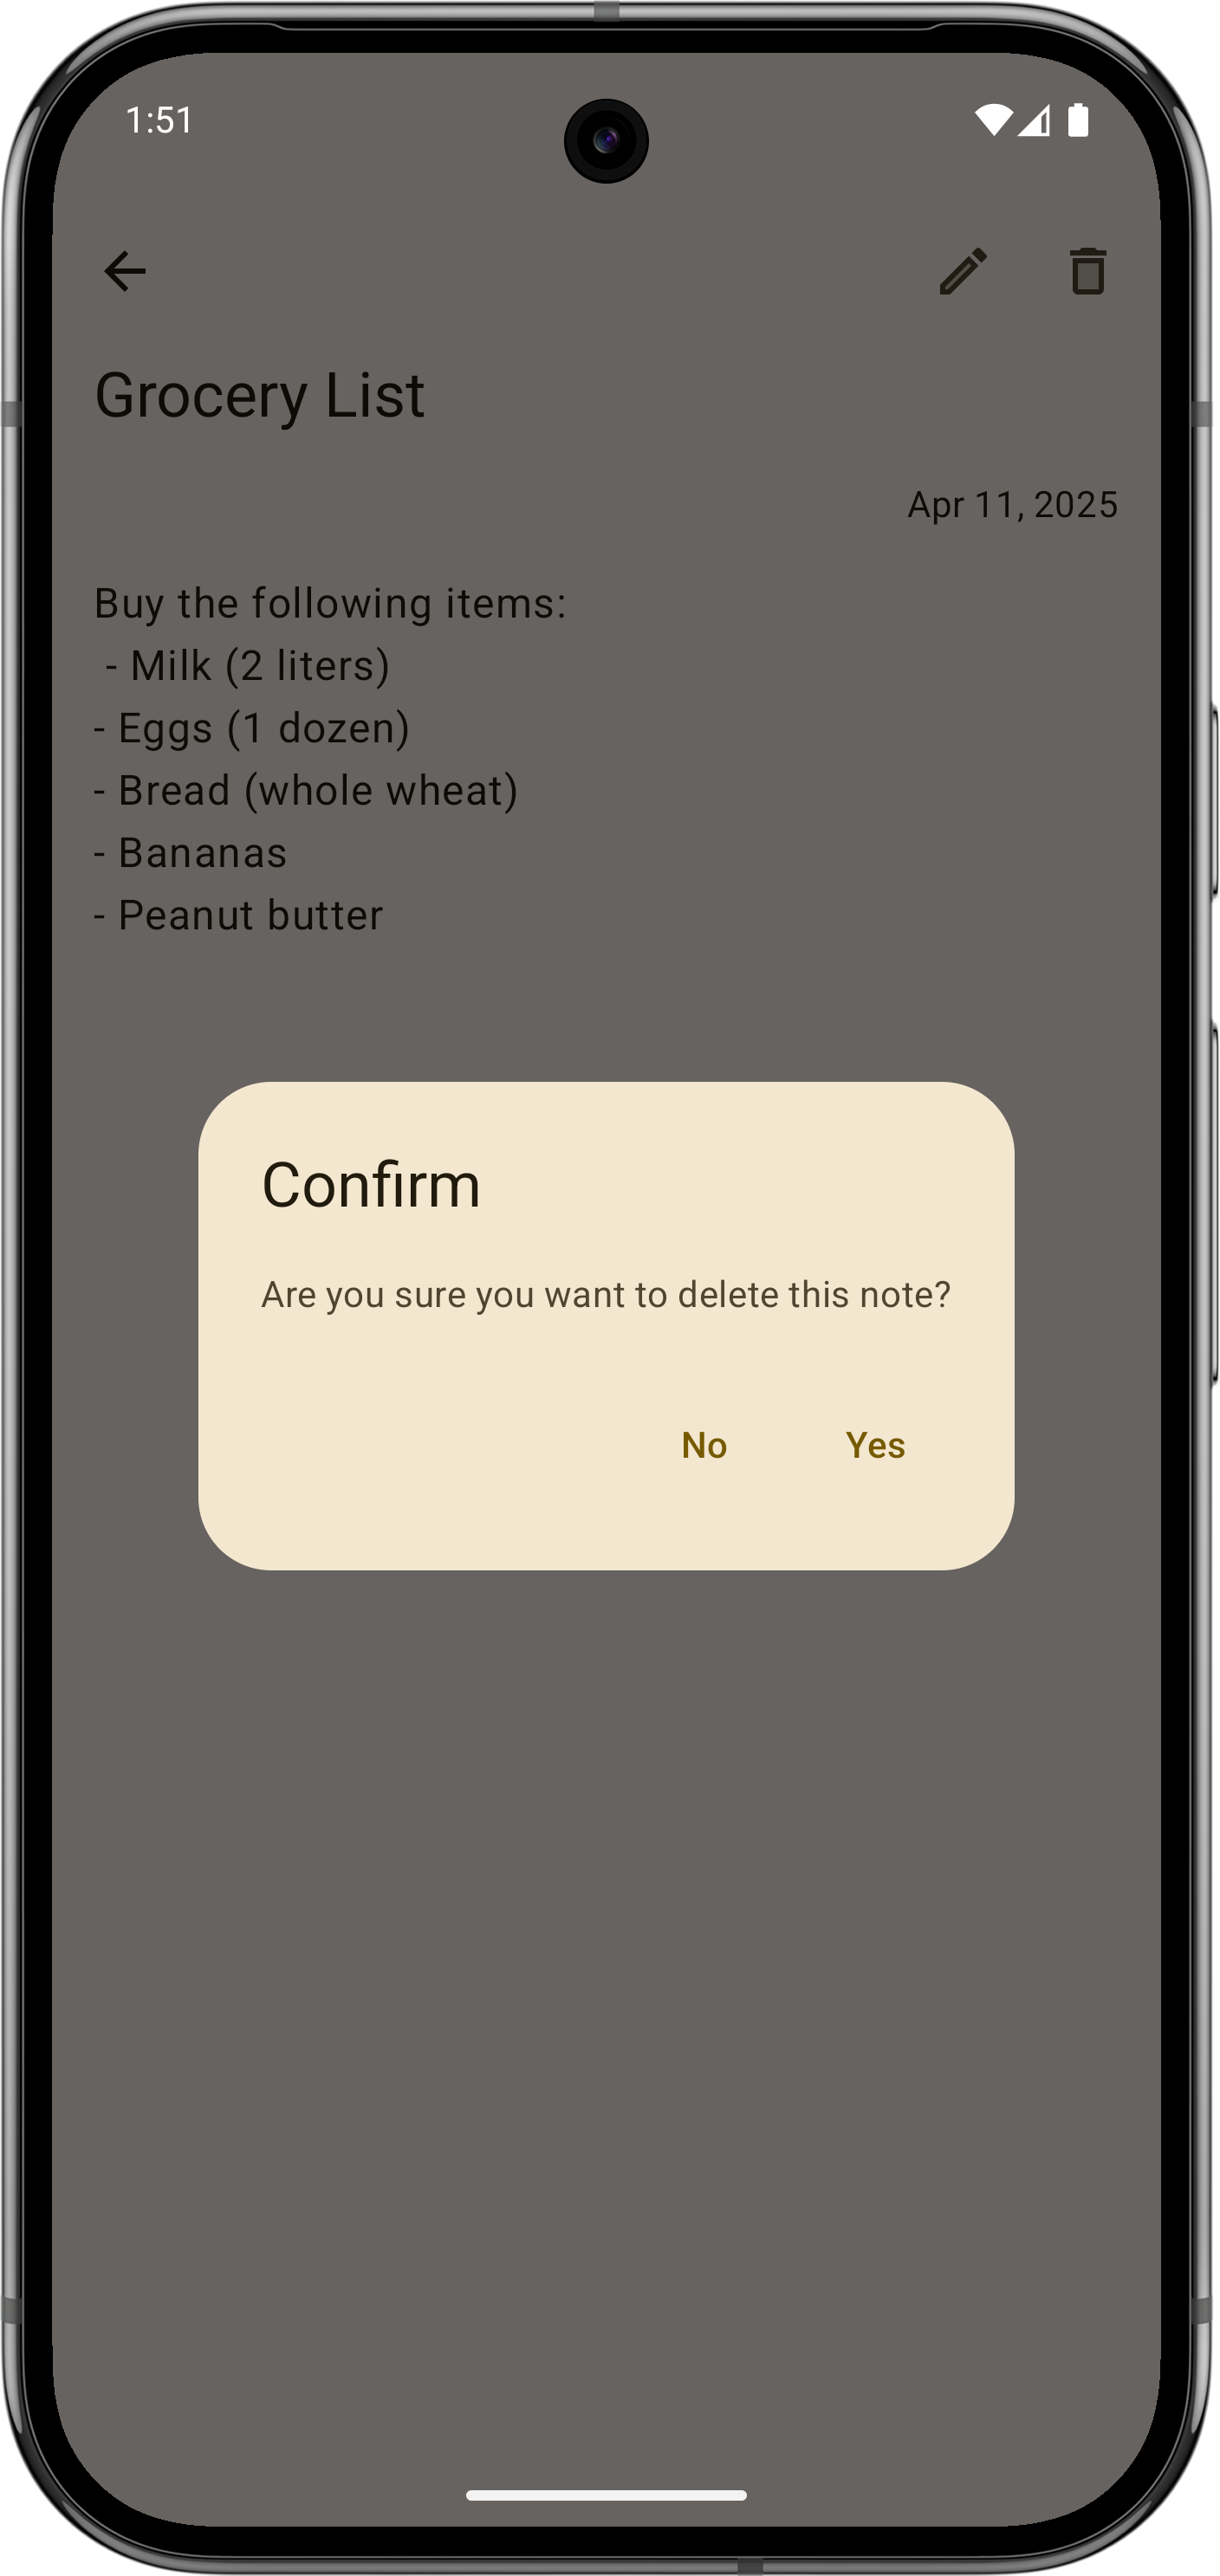 1:51
Grocery List
Apr 11, 2025
Buy the following items:
- Milk (2 liters)
- Eggs (1 dozen)
- Bread (whole wheat)
- Bananas
- Peanut butter
Confirm
Are you sure you want to delete this note?
No Yes